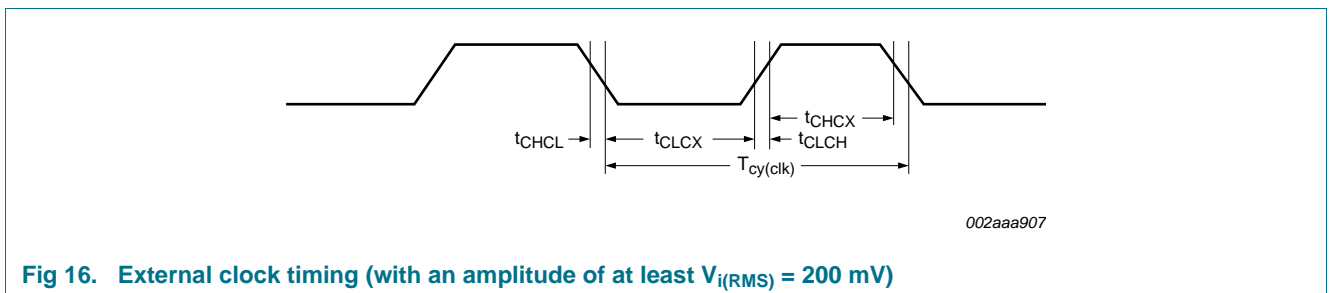 tCHCX
tCHCL
tCLCX
tCLCH
Tcy(clk)
002aaa907
Fig 16. External clock timing (with an amplitude of at least Vi(RMS) = 200 mV)